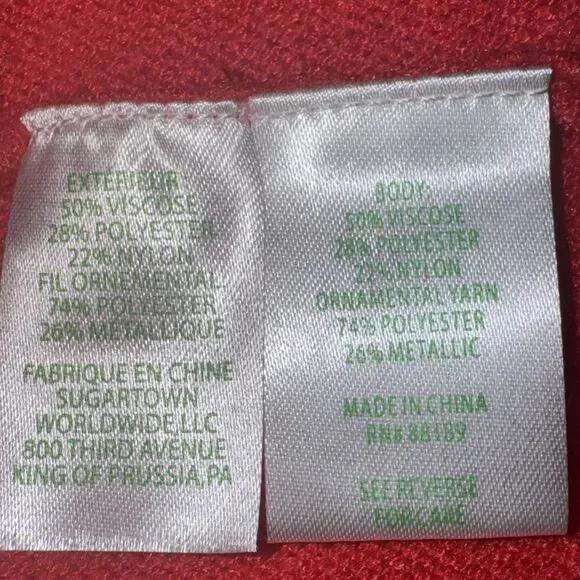 EXTERIEUR
50% VISCOSE
28% POLYESTER
22% NYLON
FIL ORNEMENTAL
74% POLYESTER
26% METALLIQUE
FABRIQUE EN CHINE
SUGARTOWN
WORLDWIDE, LLC
800 THIRD AVENUE
KING OF PRUSSIA, PA
BODY:
50% VISCOSE
28% POLYESTER
22% NYLON
ORNAMENTAL YARN
74% POLYESTER
26% METALLIC
MADE IN CHINA
RN# 88189
SEE REVERSE
FOR CARE